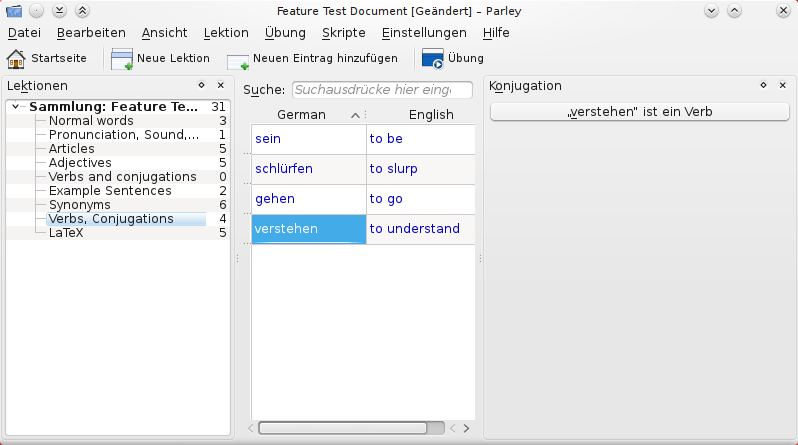 Feature Test Document [Geändert] – Parley
Datei Bearbeiten Ansicht Lektion Übung Skripte Einstellungen Hilfe
Startseite Neue Lektion Neuen Eintrag hinzufügen Übung
Lektionen
Sammlung: Feature Te... 31
Normal words 3
Pronunciation, Sound,... 1
Articles 5
Adjectives 5
Verbs and conjugations 0
Example Sentences 2
Synonyms 6
Verbs, Conjugations 4
LaTeX 5
Suche: Suchausdrücke hier einge
German English
sein to be
schlürfen to slurp
gehen to go
verstehen to understand
Konjugation
„verstehen“ ist ein Verb